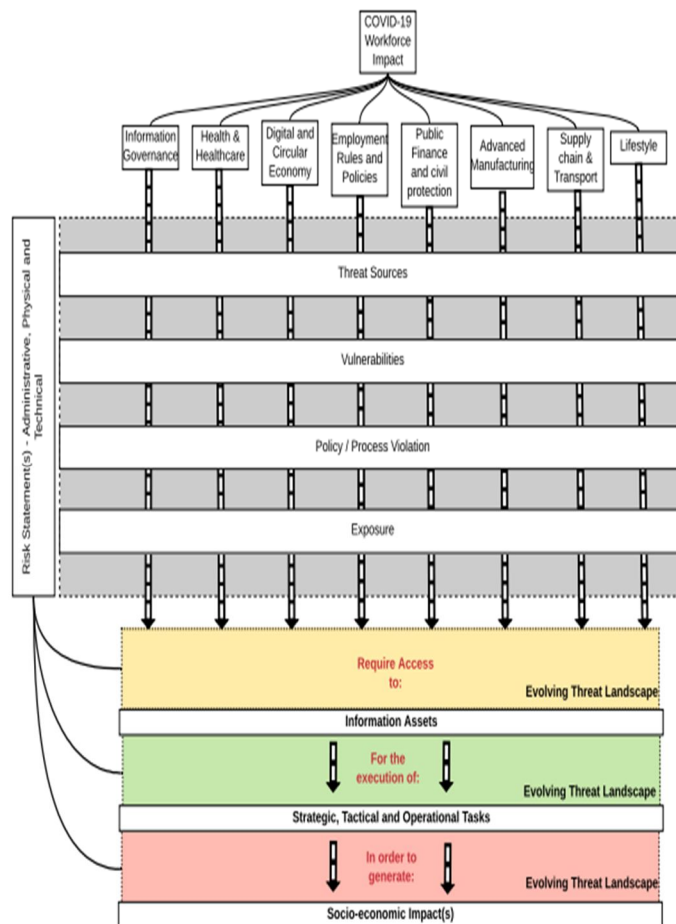 COVID-19
Workforce
Impact
Information
Governance
Health &
Healthcare
Digital and
Circular
Economy
Employment
Rules and
Policies
Public
Finance
and civil
protection
Advanced
Manufacturing
Supply
chain &
Transport
Lifestyle
Risk Statement(s) - Administrative, Physical and
Technical
Threat Sources
Vulnerabilities
Policy / Process Violation
Exposure
Require Access
to:
Evolving Threat Landscape
Information Assets
For the
execution of:
Evolving Threat Landscape
Strategic, Tactical and Operational Tasks
In order to
generate:
Evolving Threat Landscape
Socio-economic Impact(s)